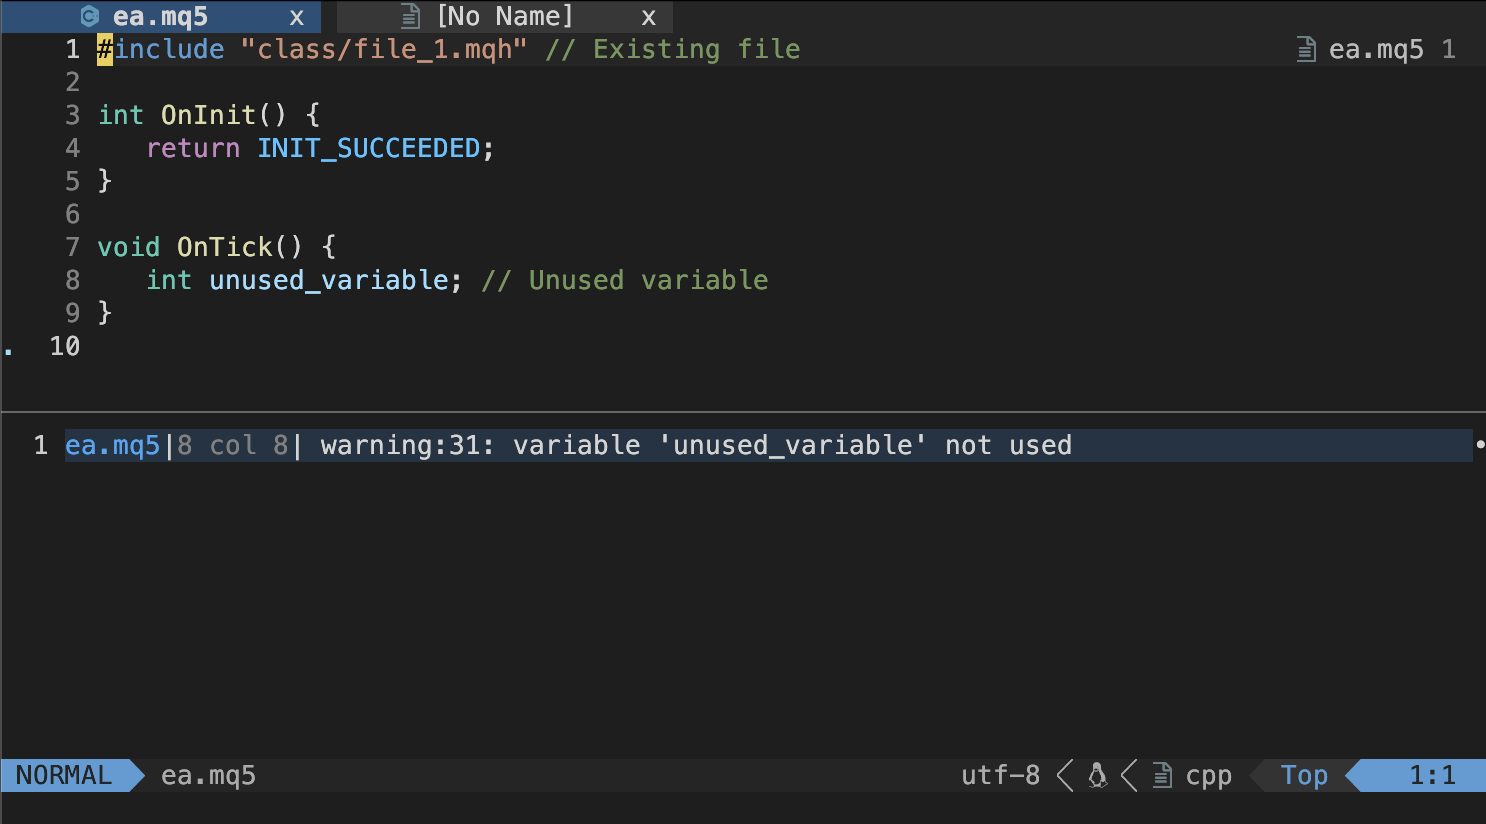 ea.mq5 x [No Name] x
1 #include "class/file_1.mqh" // Existing file ea.mq5 1
2
3 int OnInit() {
4    return INIT_SUCCEEDED;
5 }
6
7 void OnTick() {
8    int unused_variable; // Unused variable
9 }
. 10
1 ea.mq5|8 col 8| warning:31: variable 'unused_variable' not used
NORMAL ea.mq5 utf-8 cpp Top 1:1